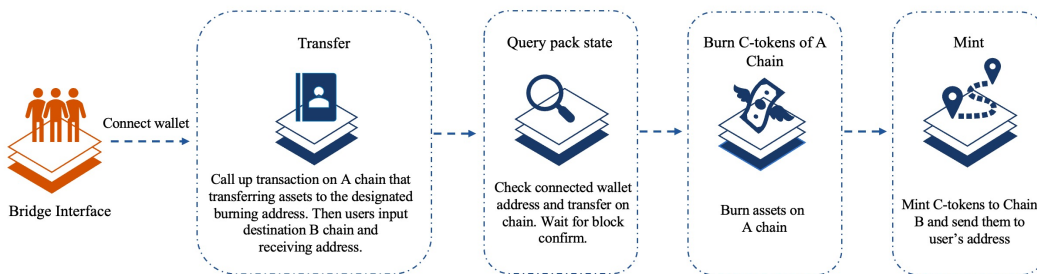 Bridge Interface
Connect wallet
Transfer
Call up transaction on A chain that
transferring assets to the designated
burning address. Then users input
destination B chain and
receiving address.
Query pack state
Check connected wallet
address and transfer on
chain. Wait for block
confirm.
Burn C-tokens of A
Chain
Burn assets on
A chain
Mint
Mint C-tokens to Chain
B and send them to
user’s address